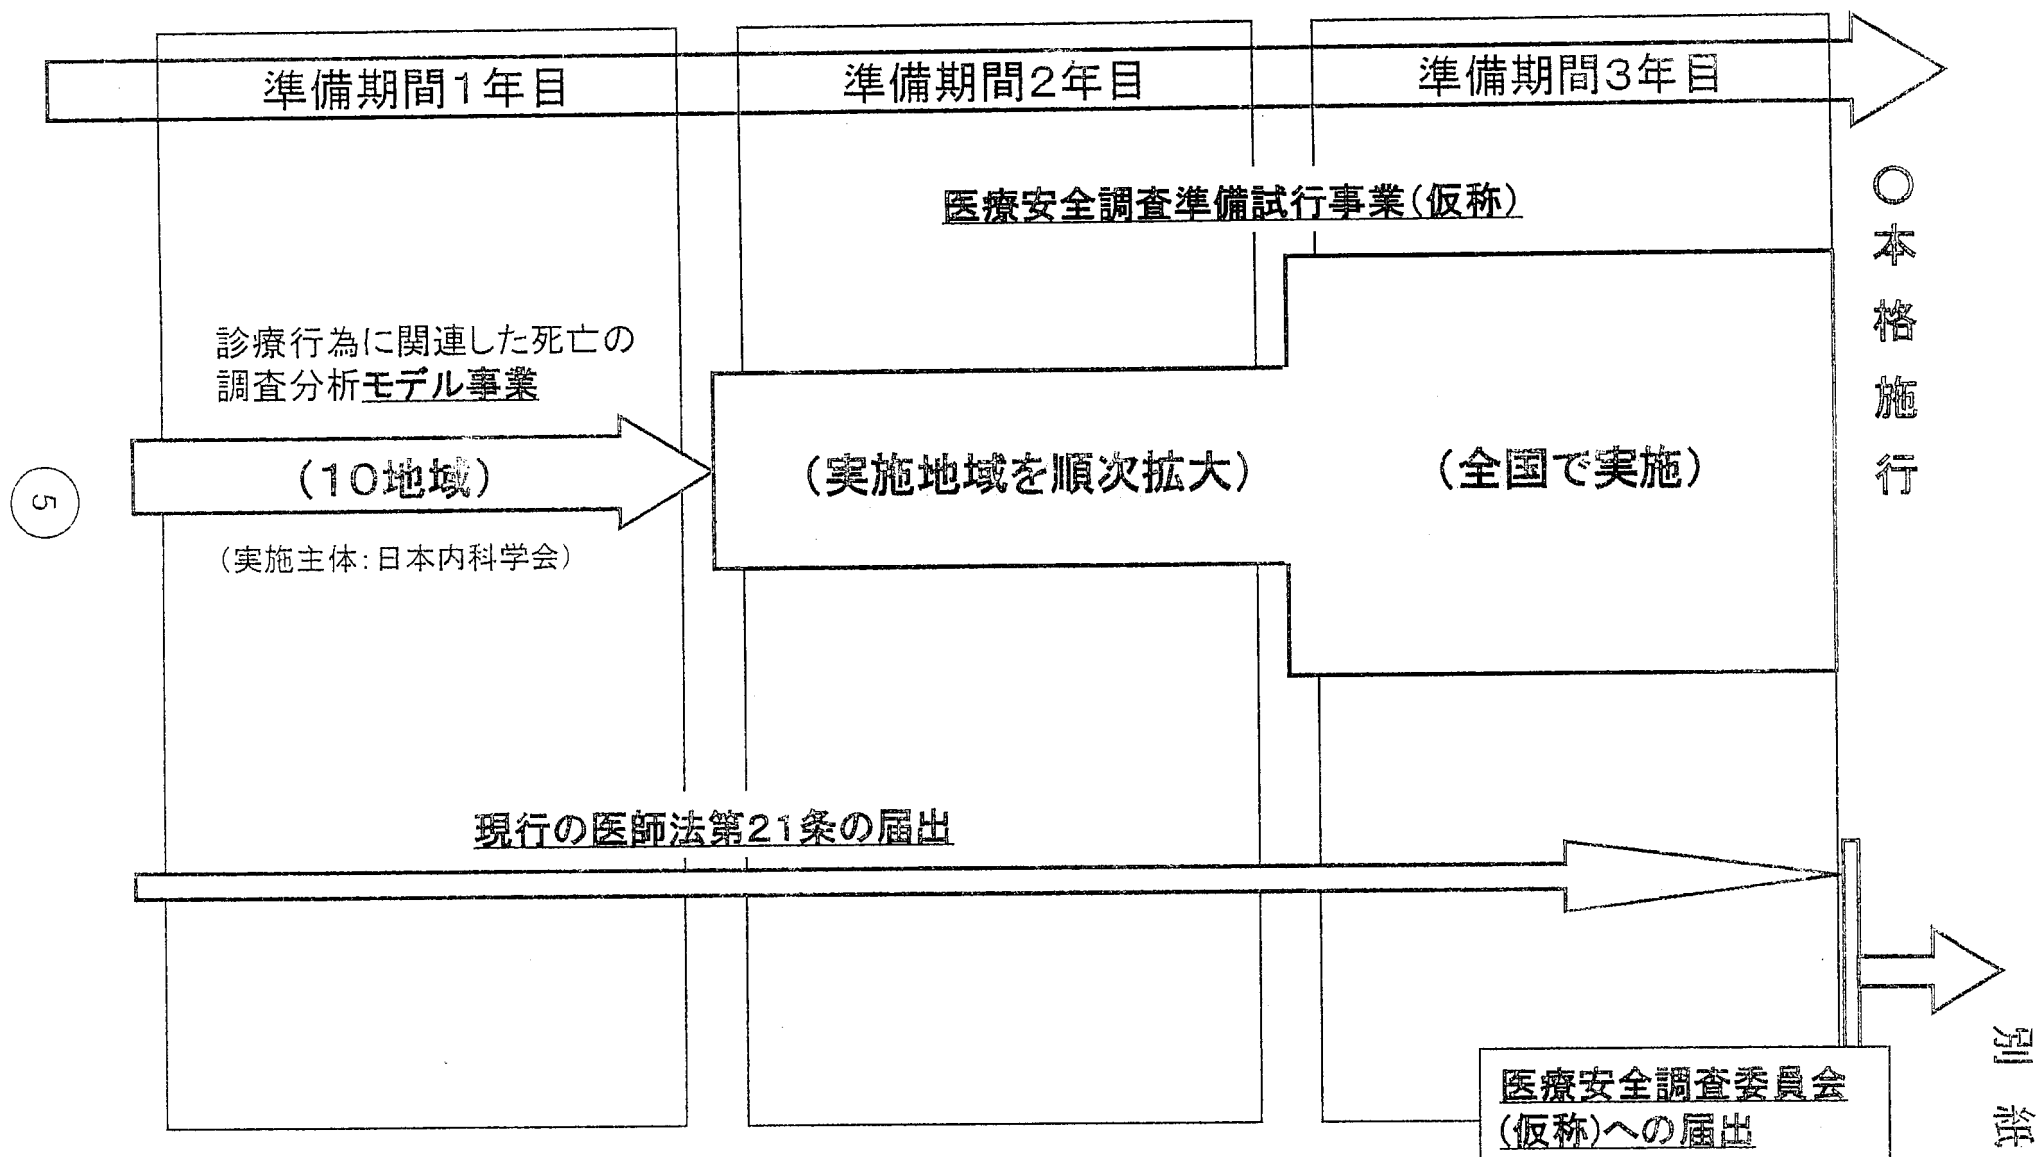 準備期間1年目
準備期間2年目
準備期間3年目
医療安全調査準備試行事業(仮称)
○本格施行
診療行為に関連した死亡の
調査分析モデル事業
(10地域)
(実施主体:日本内科学会)
(実施地域を順次拡大)
(全国で実施)
5
現行の医師法第21条の届出
医療安全調査委員会
(仮称)への届出
別紙